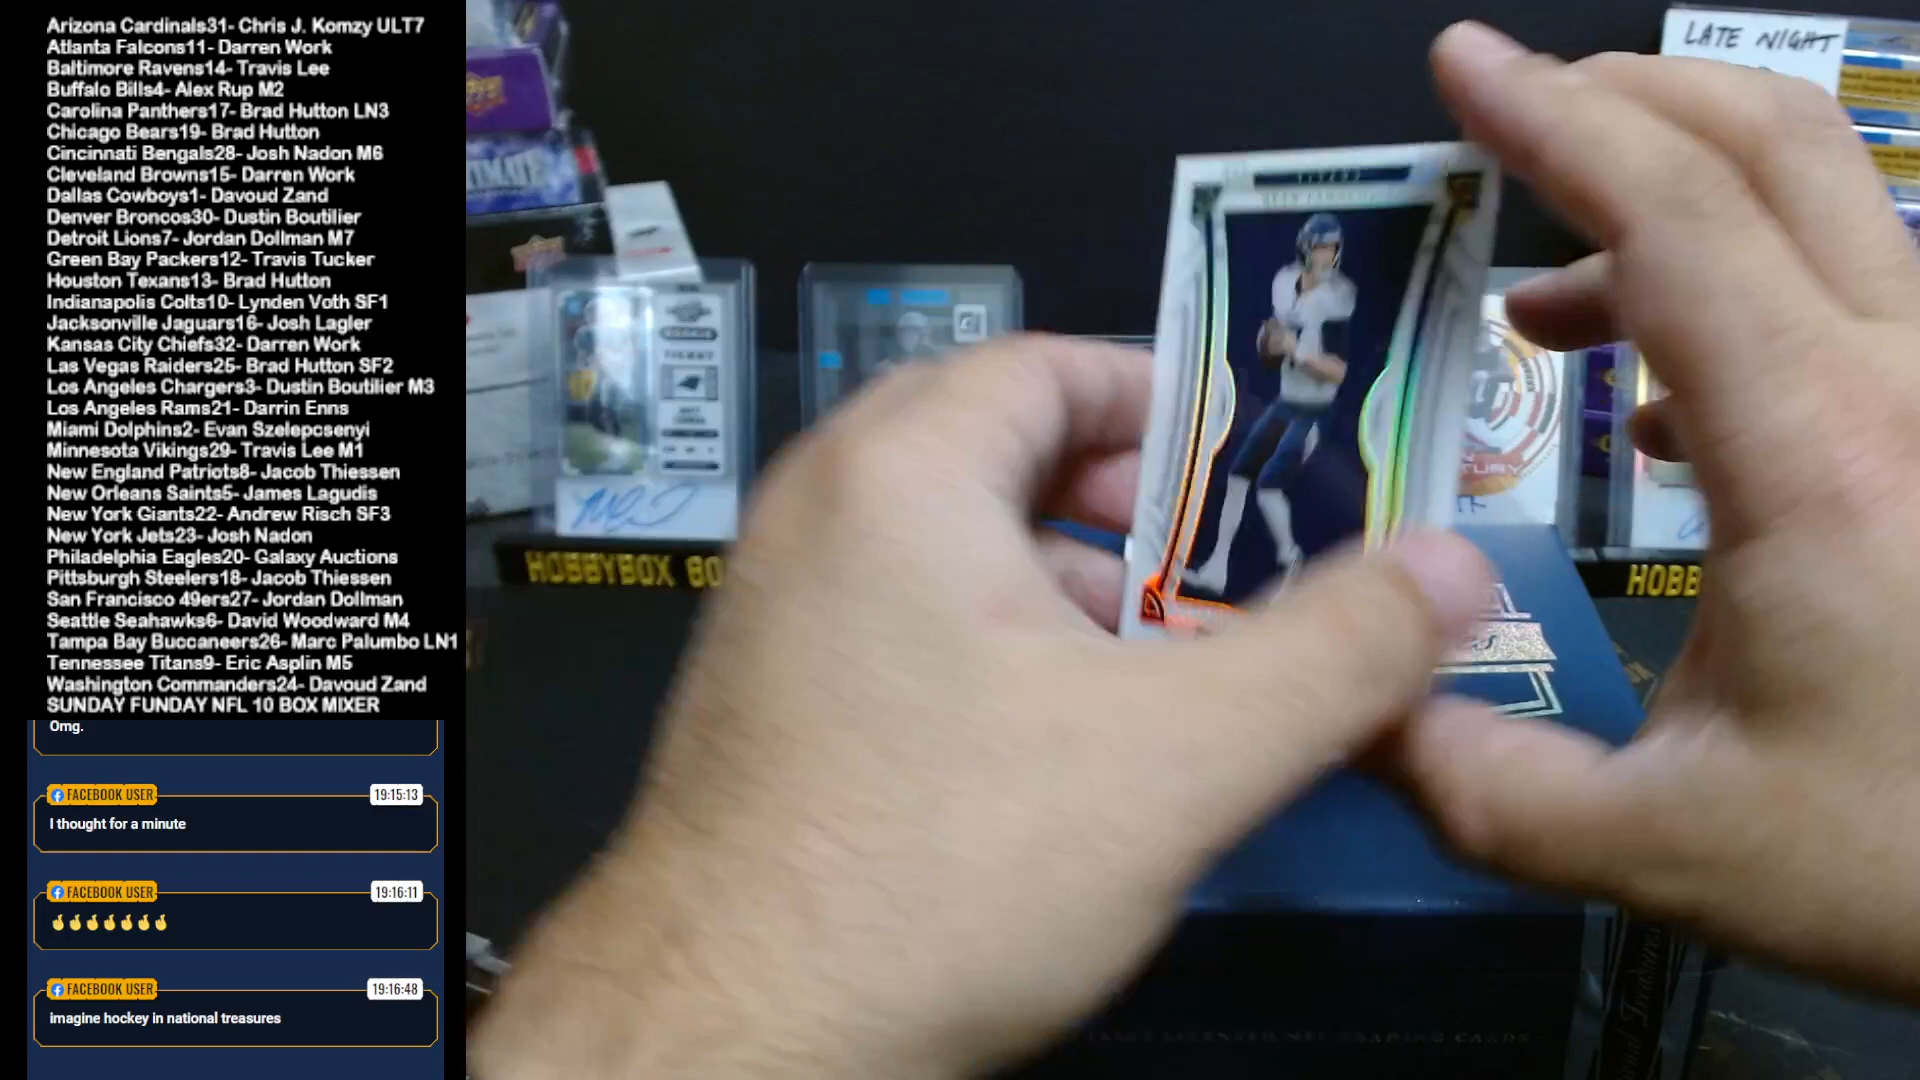 Arizona Cardinals31- Chris J. Komzy ULT7
Atlanta Falcons11- Darren Work
Baltimore Ravens14- Travis Lee
Buffalo Bills4- Alex Rup M2
Carolina Panthers17- Brad Hutton LN3
Chicago Bears19- Brad Hutton
Cincinnati Bengals28- Josh Nadon M6
Cleveland Browns15- Darren Work
Dallas Cowboys1- Davoud Zand
Denver Broncos30- Dustin Boutilier
Detroit Lions7- Jordan Dollman M7
Green Bay Packers12- Travis Tucker
Houston Texans13- Brad Hutton
Indianapolis Colts10- Lynden Voth SF1
Jacksonville Jaguars16- Josh Lagler
Kansas City Chiefs32- Darren Work
Las Vegas Raiders25- Brad Hutton SF2
Los Angeles Chargers3- Dustin Boutilier M3
Los Angeles Rams21- Darrin Enns
Miami Dolphins2- Evan Szelepcsenyi
Minnesota Vikings29- Travis Lee M1
New England Patriots8- Jacob Thiessen
New Orleans Saints5- James Lagudis
New York Giants22- Andrew Risch SF3
New York Jets23- Josh Nadon
Philadelphia Eagles20- Galaxy Auctions
Pittsburgh Steelers18- Jacob Thiessen
San Francisco 49ers27- Jordan Dollman
Seattle Seahawks6- David Woodward M4
Tampa Bay Buccaneers26- Marc Palumbo LN1
Tennessee Titans9- Eric Asplin M5
Washington Commanders24- Davoud Zand
SUNDAY FUNDAY NFL 10 BOX MIXER
Omg.
FACEBOOK USER 19:15:13
I thought for a minute
FACEBOOK USER 19:16:11
🤞🤞🤞🤞🤞🤞🤞
FACEBOOK USER 19:16:48
imagine hockey in national treasures
LATE NIGHT
ROOKIE
TICKET
HOBBYBOX
HOBB